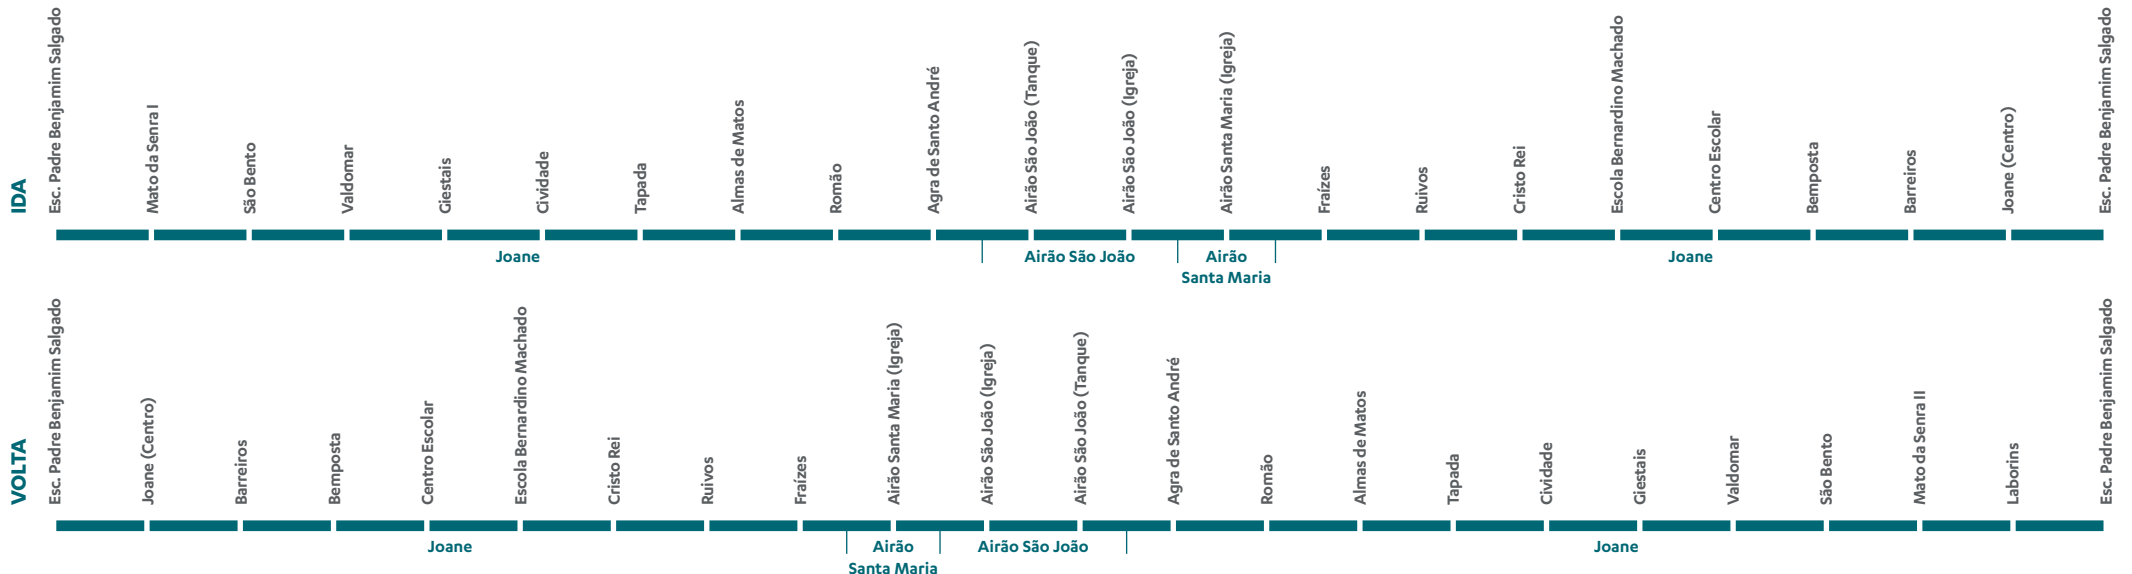 IDA
Esc. Padre Benjamim Salgado
Mato da Senra I
São Bento
Valdomar
Giestais
Cividade
Tapada
Almas de Matos
Romão
Agra de Santo André
Airão São João (Tanque)
Airão São João (Igreja)
Airão Santa Maria (Igreja)
Fraízes
Ruivos
Cristo Rei
Escola Bernardino Machado
Centro Escolar
Bemposta
Barreiros
Joane (Centro)
Esc. Padre Benjamim Salgado
Joane
Airão São João
Airão
Santa Maria
Joane
VOLTA
Esc. Padre Benjamim Salgado
Joane (Centro)
Barreiros
Bemposta
Centro Escolar
Escola Bernardino Machado
Cristo Rei
Ruivos
Fraízes
Airão Santa Maria (Igreja)
Airão São João (Igreja)
Airão São João (Tanque)
Agra de Santo André
Romão
Almas de Matos
Tapada
Cividade
Giestais
Valdomar
São Bento
Mato da Senra II
Laborins
Esc. Padre Benjamim Salgado
Joane
Airão
Santa Maria
Airão São João
Joane